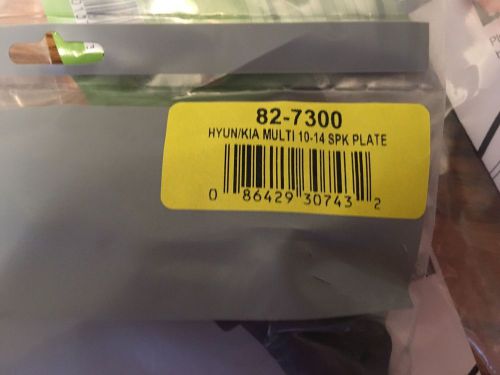 82-7300
HYUN/KIA MULTI 10-14 SPK PLATE
0 86429 30743 2